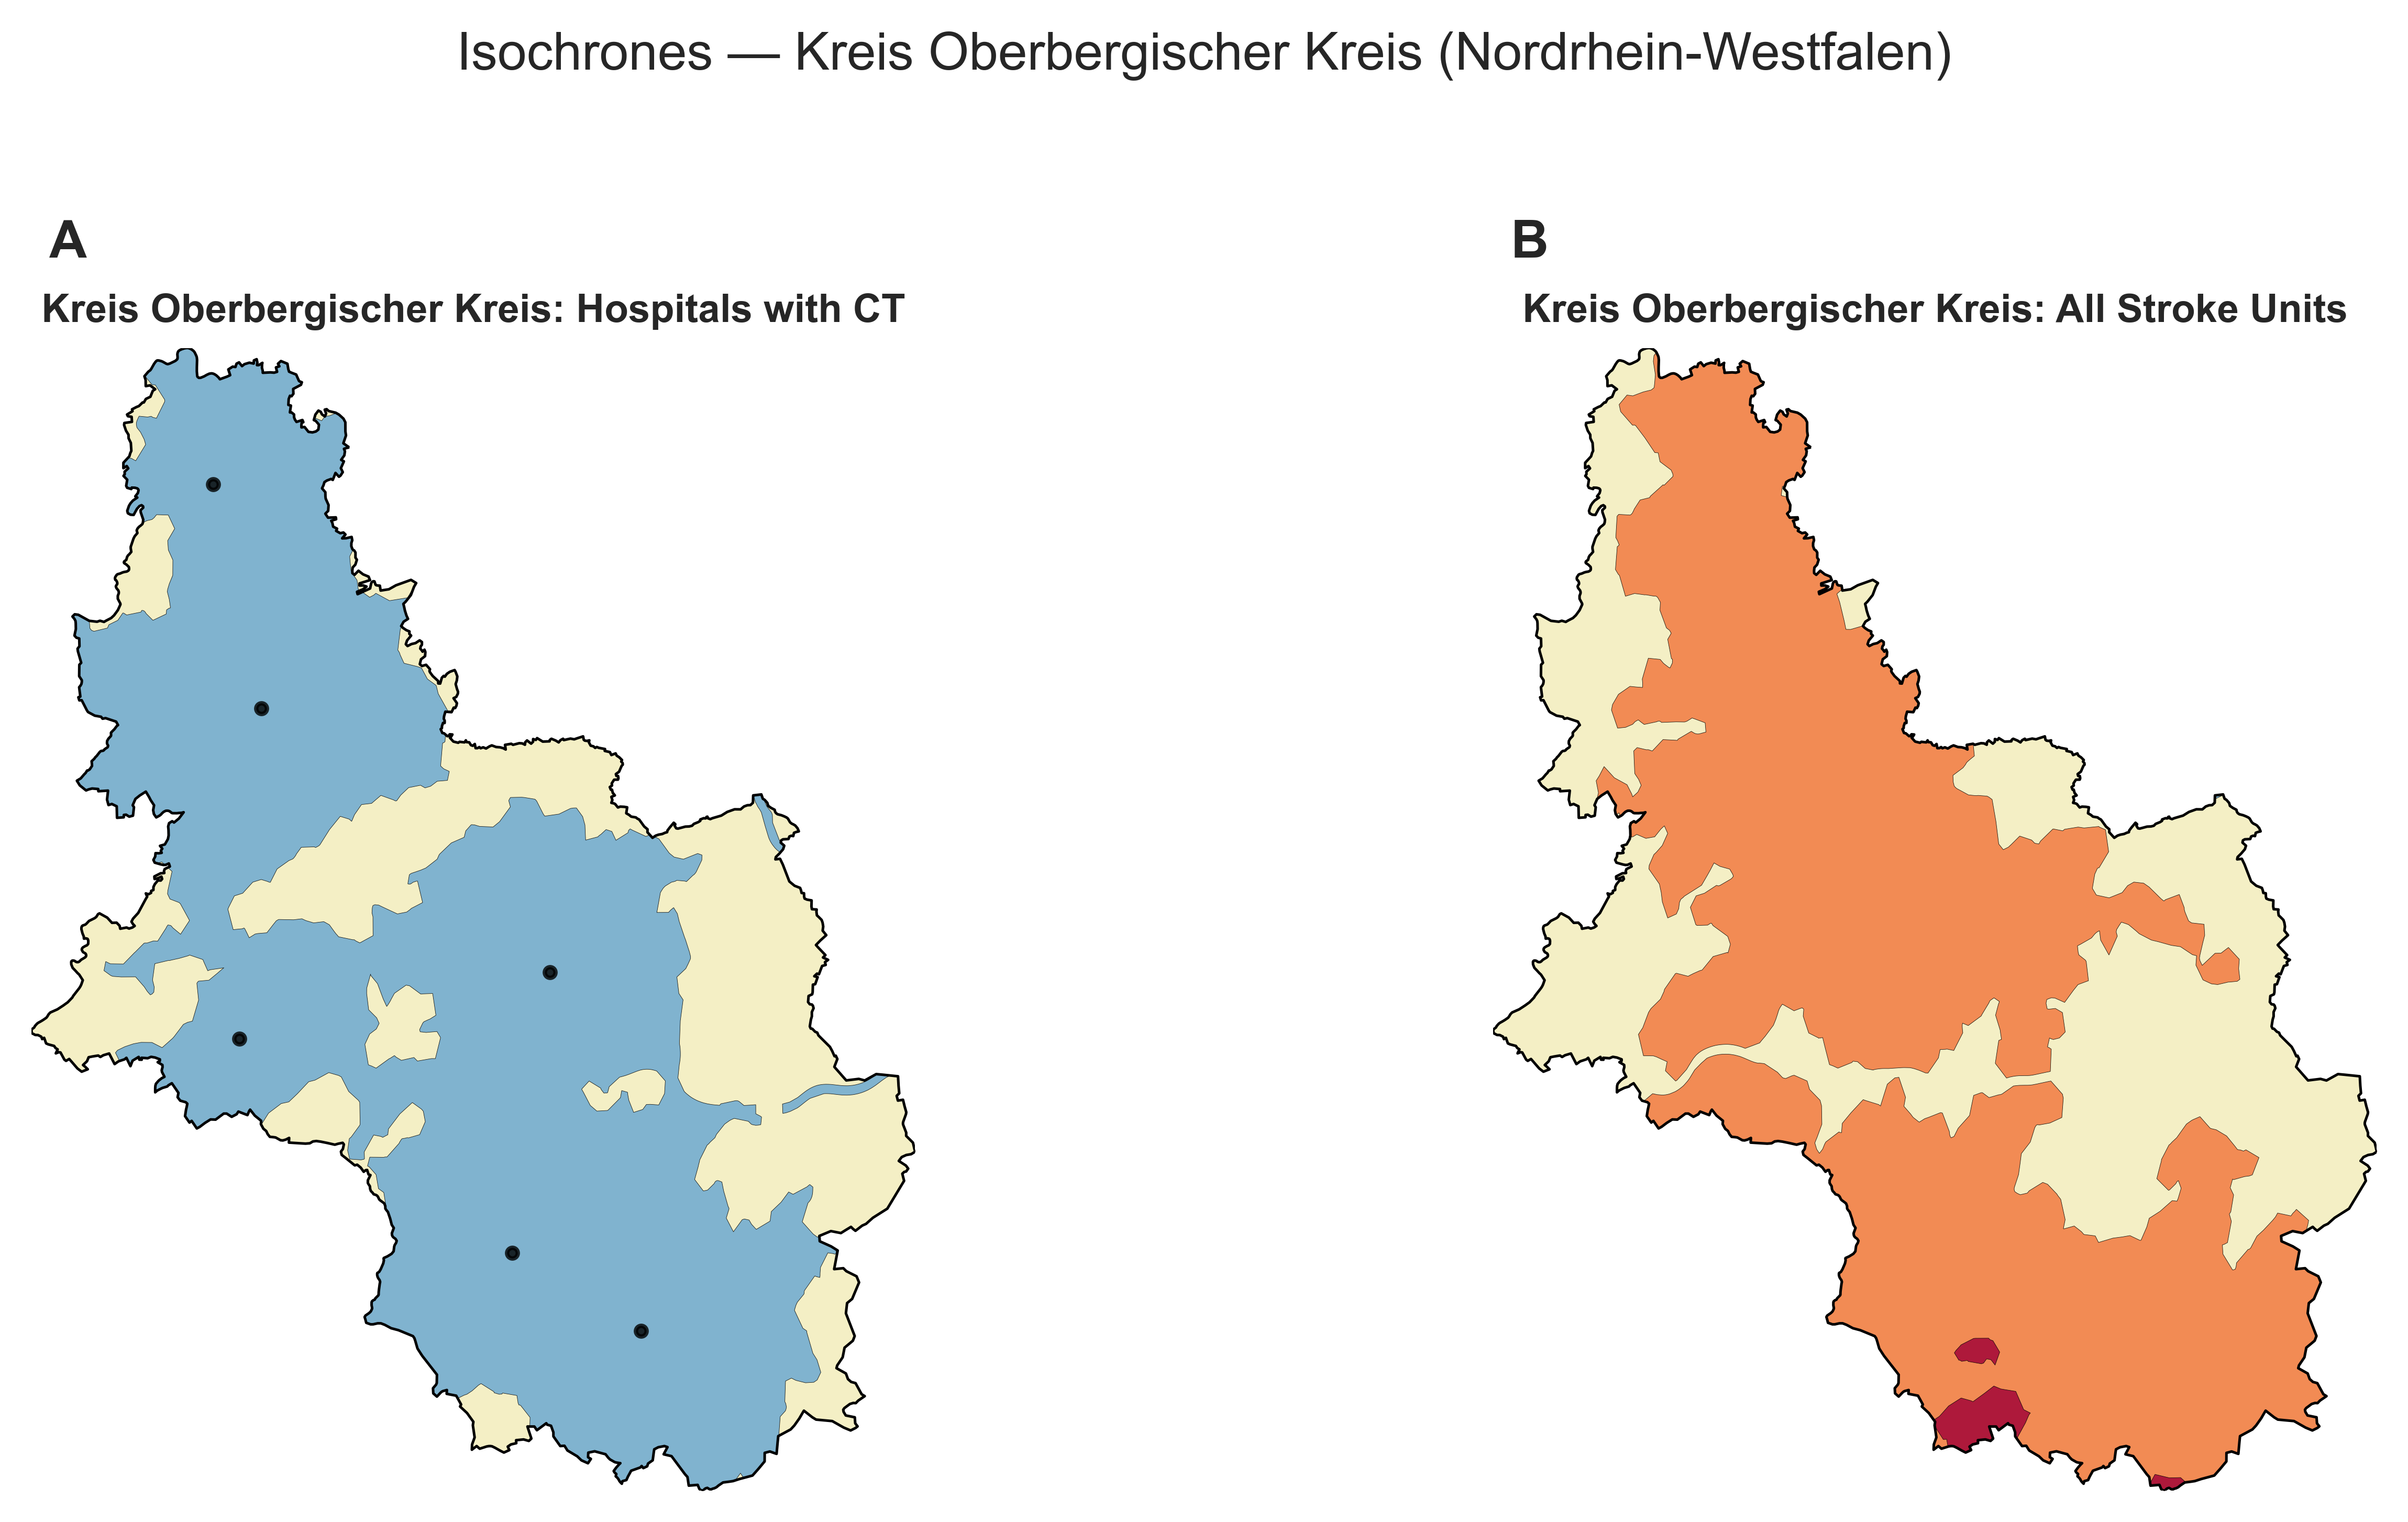 Isochrones — Kreis Oberbergischer Kreis (Nordrhein-Westfalen)
A
Kreis Oberbergischer Kreis: Hospitals with CT
B
Kreis Oberbergischer Kreis: All Stroke Units